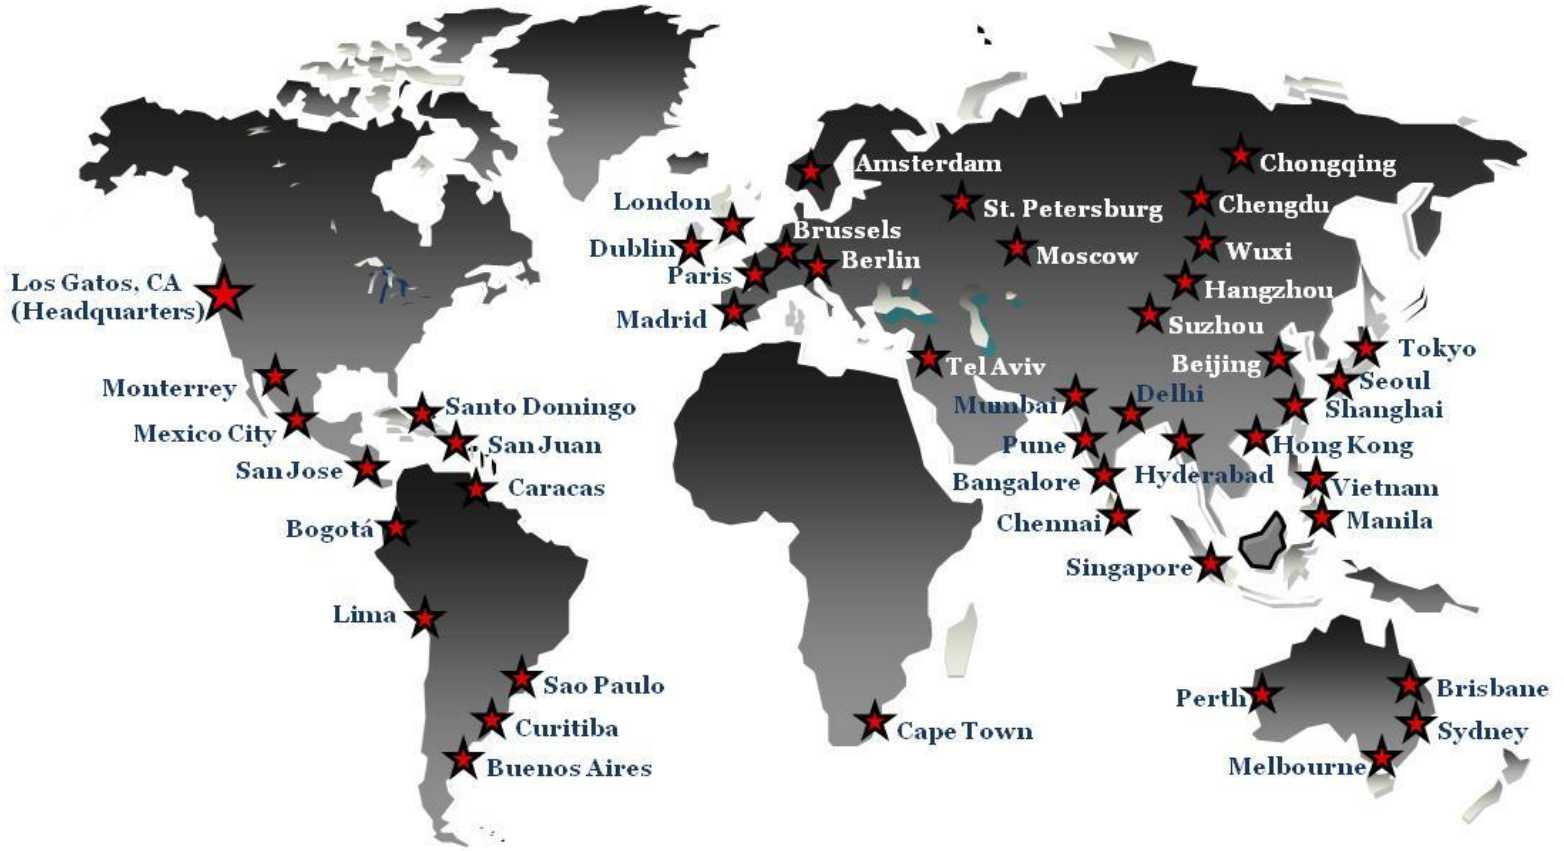 Amsterdam
Chongqing
London
St. Petersburg
Chengdu
Brussels
Dublin
Moscow
Wuxi
Berlin
Paris
Los Gatos, CA
(Headquarters)
Hangzhou
Madrid
Suzhou
Tokyo
Beijing
Tel Aviv
Seoul
Monterrey
Delhi
Mumbai
Santo Domingo
Shanghai
Mexico City
San Juan
Pune
Hong Kong
San Jose
Hyderabad
Bangalore
Caracas
Vietnam
Chennai
Manila
Bogotá
Singapore
Lima
Sao Paulo
Perth
Brisbane
Curitiba
Cape Town
Sydney
Buenos Aires
Melbourne